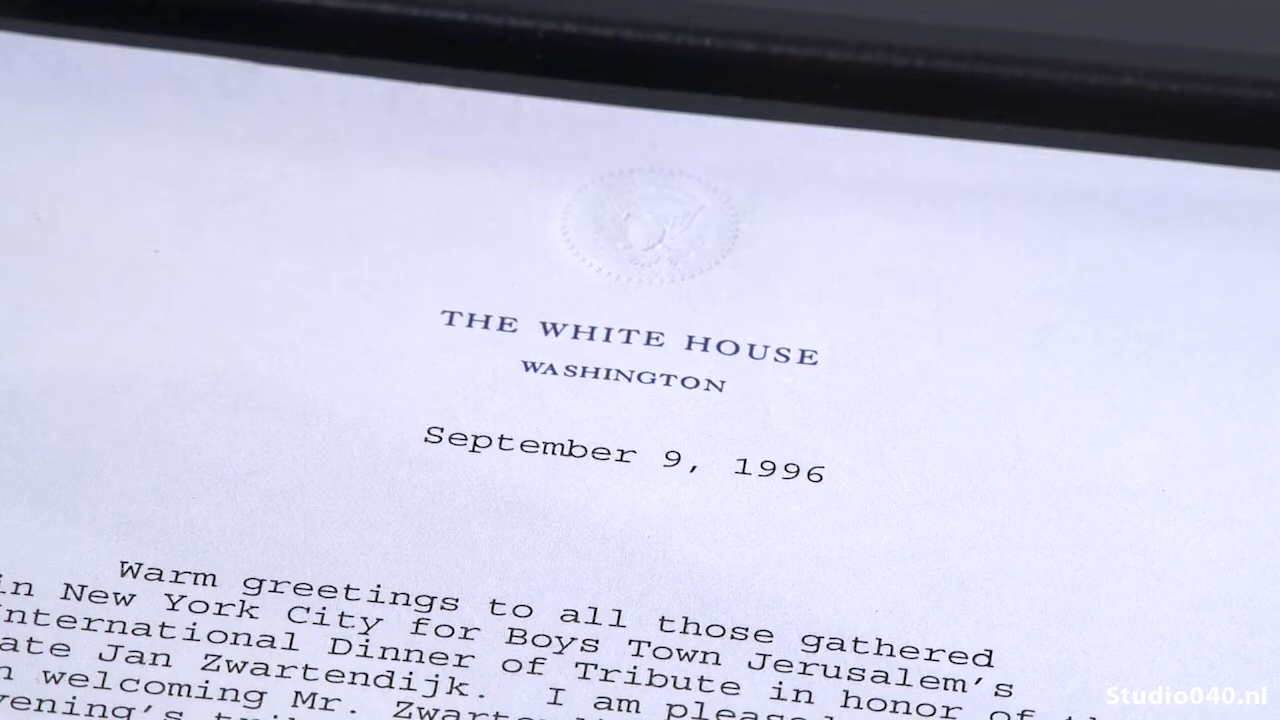 THE WHITE HOUSE
WASHINGTON
September 9, 1996
Warm greetings to all those gathered
in New York City for Boys Town Jerusalem's
International Dinner of Tribute in honor of
ate Jan Zwartendijk. I am
welcoming Mr.
vening's
Studio040.nl